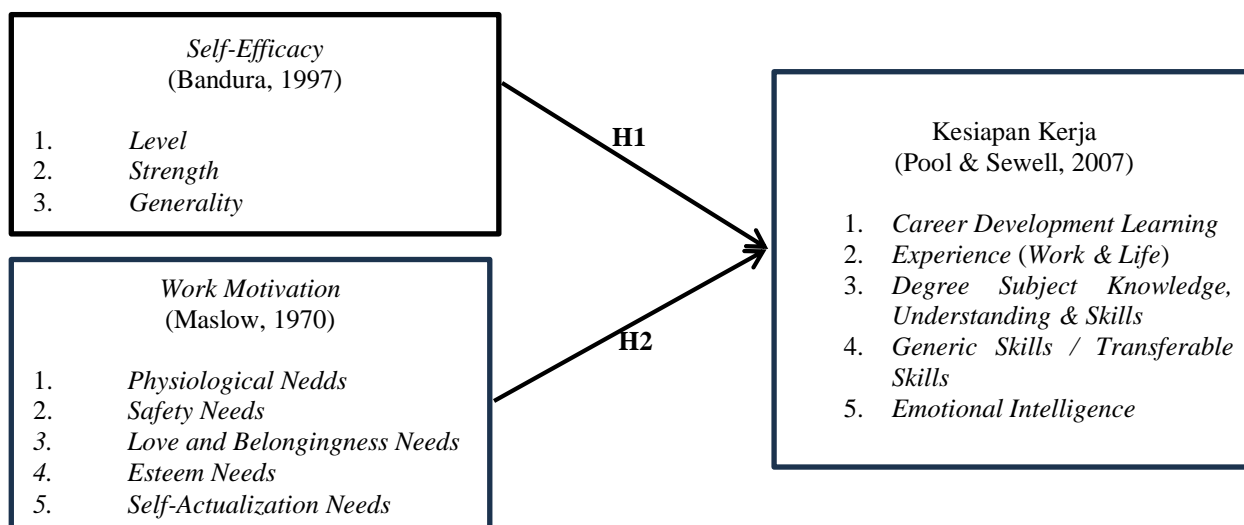 Self-Efficacy
(Bandura, 1997)
1. Level
2. Strength
3. Generality
Work Motivation
(Maslow, 1970)
1. Physiological Nedds
2. Safety Needs
3. Love and Belongingness Needs
4. Esteem Needs
5. Self-Actualization Needs
H1
H2
Kesiapan Kerja
(Pool & Sewell, 2007)
1. Career Development Learning
2. Experience (Work & Life)
3. Degree Subject Knowledge,
Understanding & Skills
4. Generic Skills / Transferable
Skills
5. Emotional Intelligence